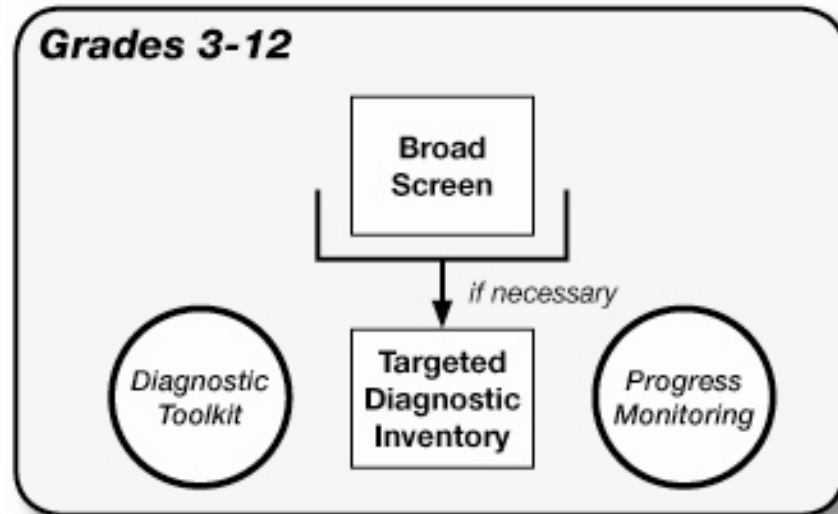 Grades 3-12
Broad
Screen
if necessary
Diagnostic
Toolkit
Targeted
Diagnostic
Inventory
Progress
Monitoring